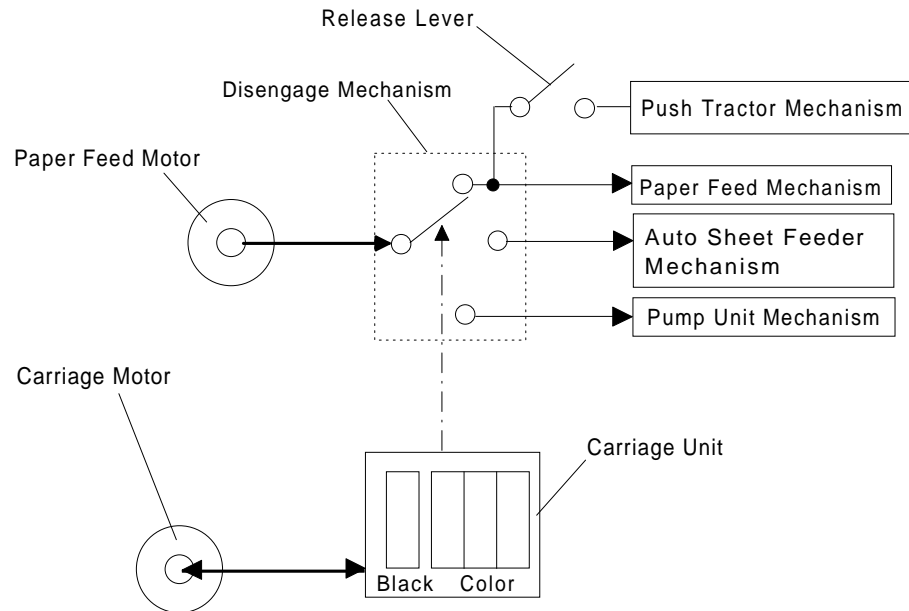 Release Lever
Disengage Mechanism
Push Tractor Mechanism
Paper Feed Motor
Paper Feed Mechanism
Auto Sheet Feeder
Mechanism
Pump Unit Mechanism
Carriage Motor
Carriage Unit
Black Color